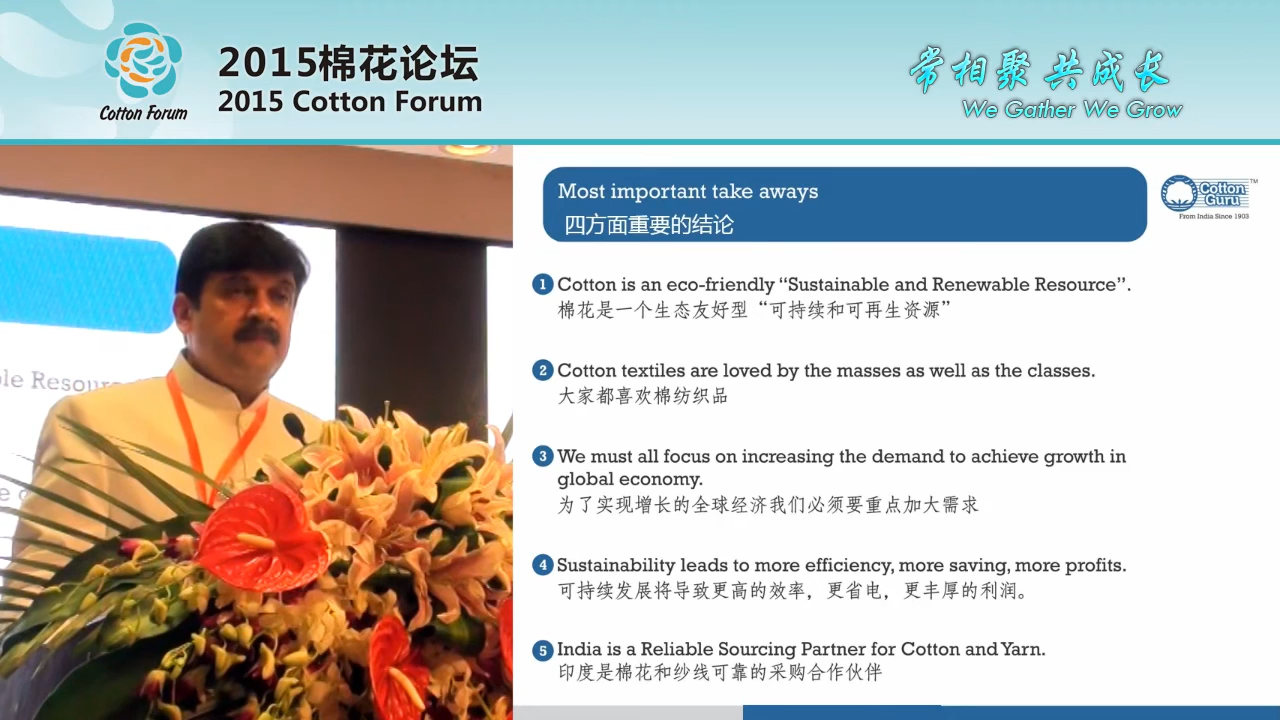 2015棉花论坛
2015 Cotton Forum
Cotton Forum
常相聚 共成长
We Gather We Grow
Most important take aways
四方面重要的结论
Cotton
Guru
TM
From India Since 1903
1 Cotton is an eco-friendly “Sustainable and Renewable Resource”.
棉花是一个生态友好型“可持续和可再生资源”
2 Cotton textiles are loved by the masses as well as the classes.
大家都喜欢棉纺织品
3 We must all focus on increasing the demand to achieve growth in
global economy.
为了实现增长的全球经济我们必须要重点加大需求
4 Sustainability leads to more efficiency, more saving, more profits.
可持续发展将导致更高的效率，更省电，更丰厚的利润。
5 India is a Reliable Sourcing Partner for Cotton and Yarn.
印度是棉花和纱线可靠的采购合作伙伴